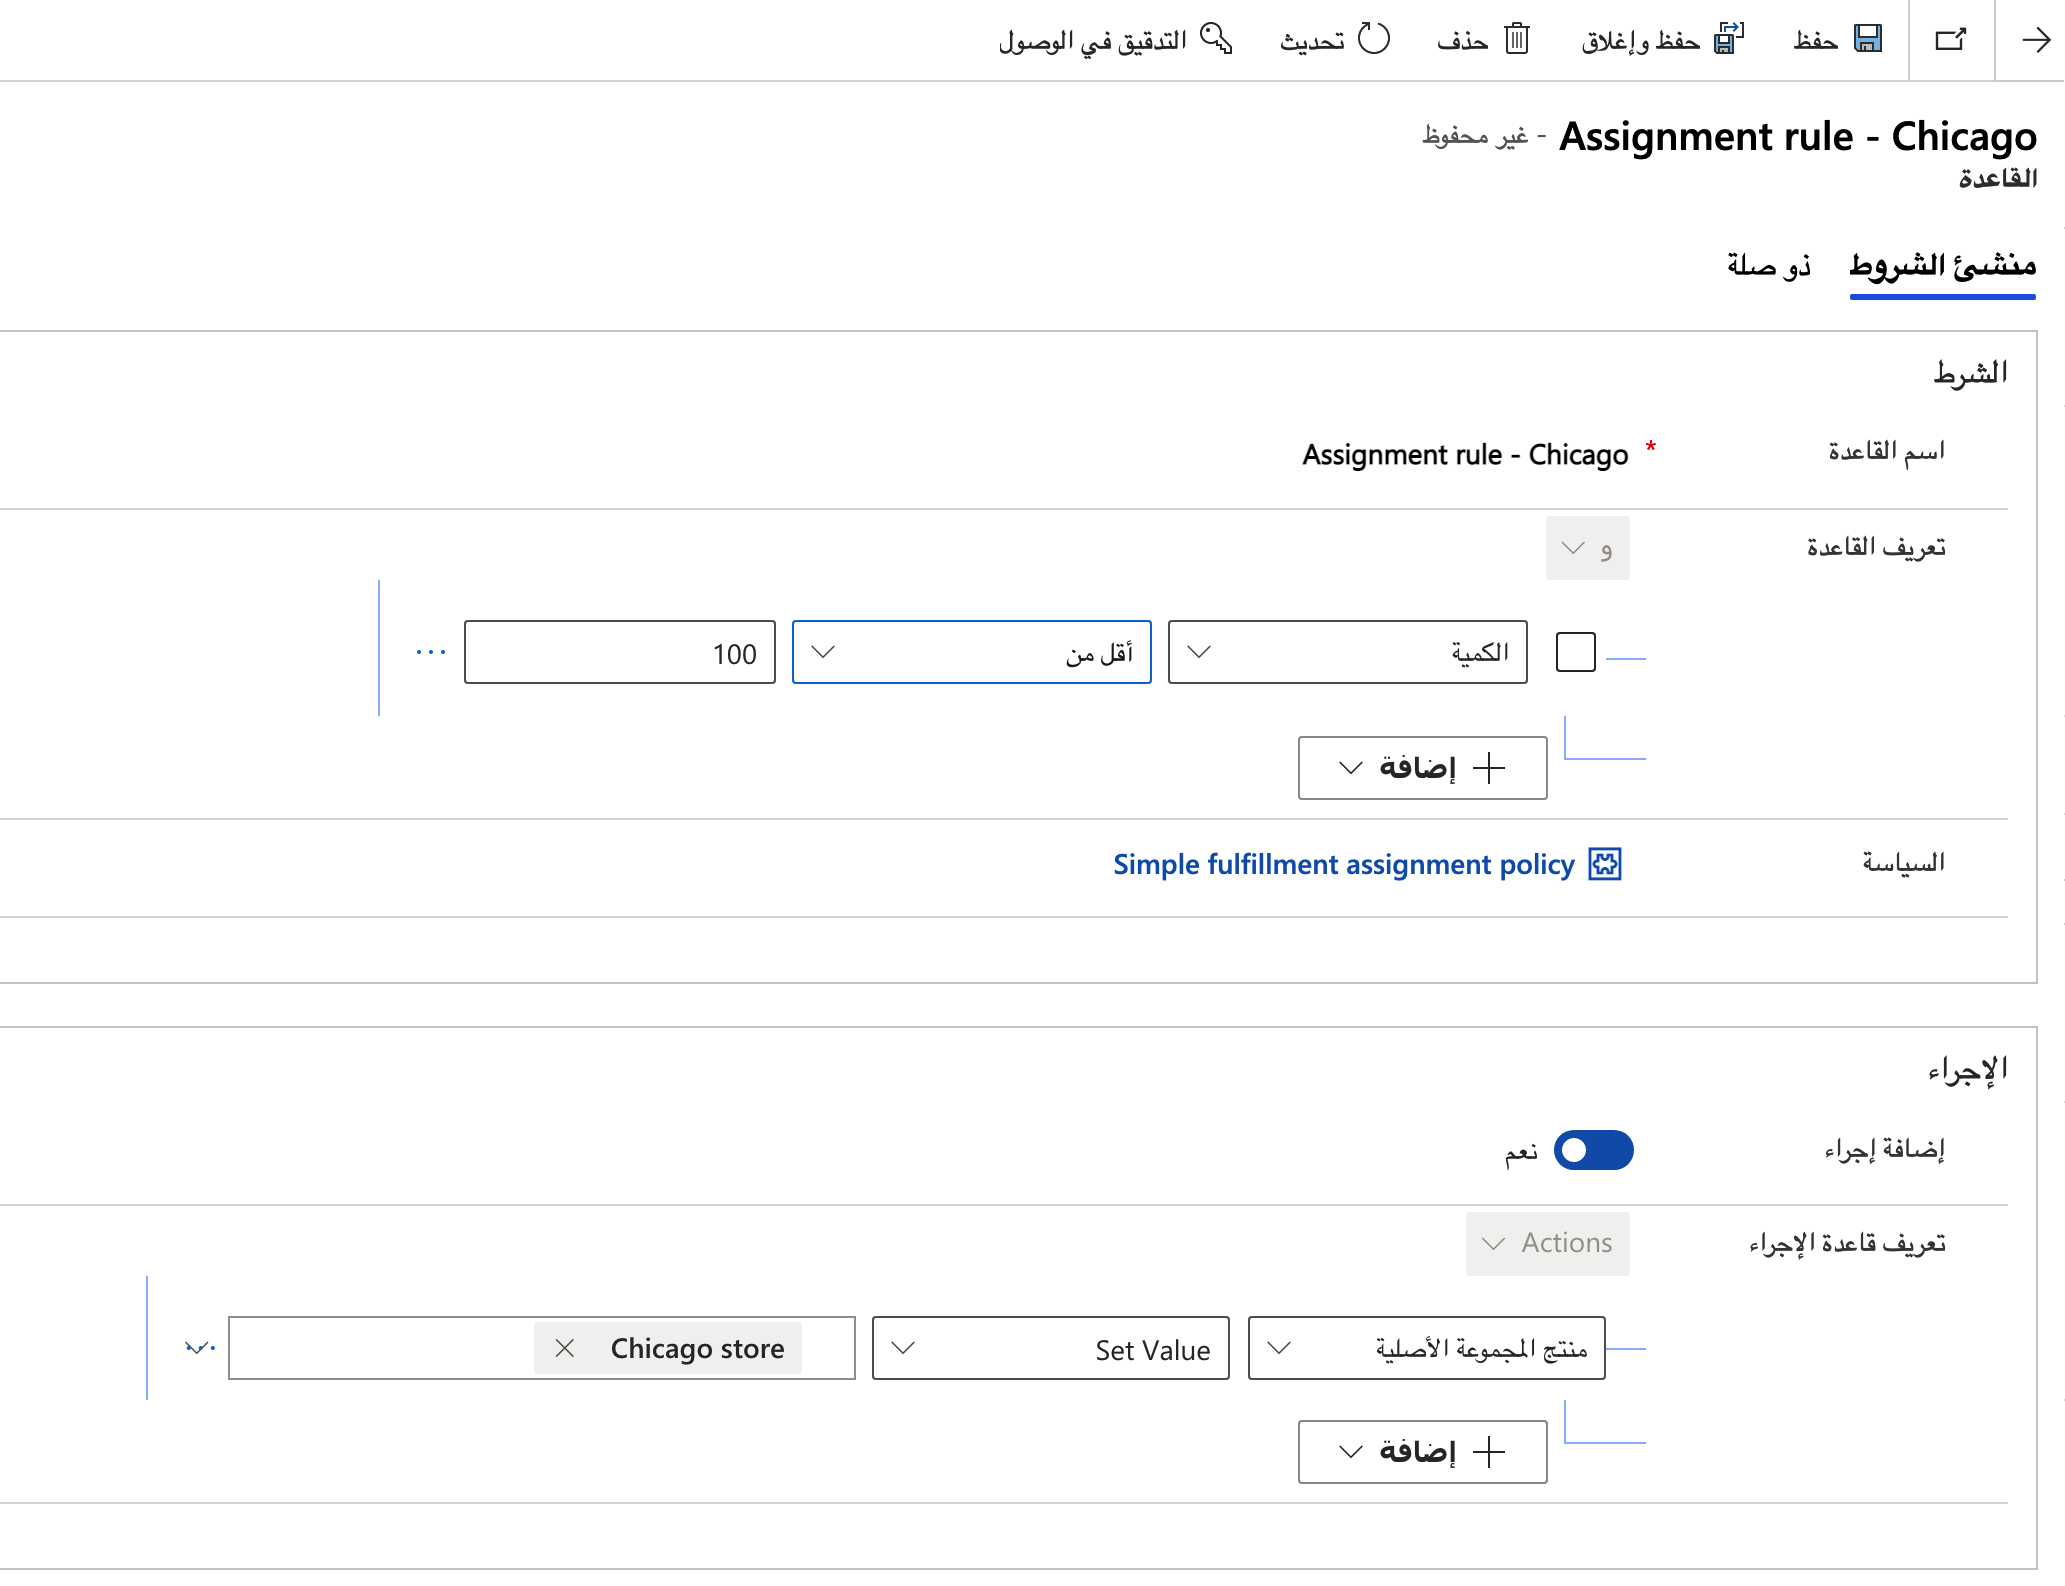 حفظ حفظ وإغلاق حذف تحديث التدقيق في الوصول
Assignment rule - Chicago - غير محفوظ
القاعدة
منشئ الشروط ذو صلة
الشرط
اسم القاعدة * Assignment rule - Chicago
تعريف القاعدة و
الكمية أقل من 100 ...
إضافة
السياسة Simple fulfillment assignment policy
الإجراء
إضافة إجراء نعم
تعريف قاعدة الإجراء Actions
منتج المجموعة الأصلية Set Value Chicago store
إضافة